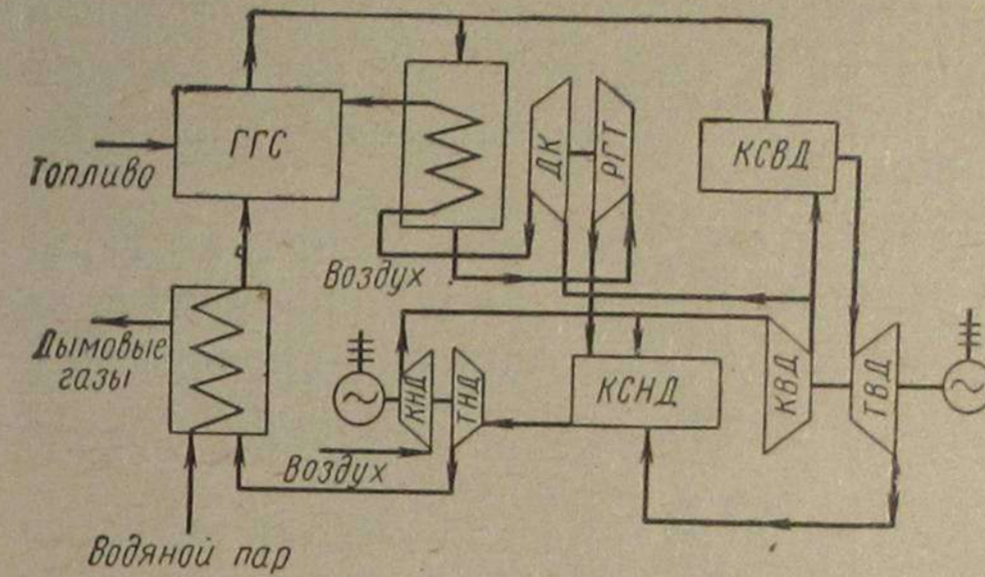 ГГС
ДК
РГТ
КСВД
Топливо
Воздух
Дымовые
газы
КНД
ТНД
КСНД
КВД
ТВД
Воздух
Водяной пар